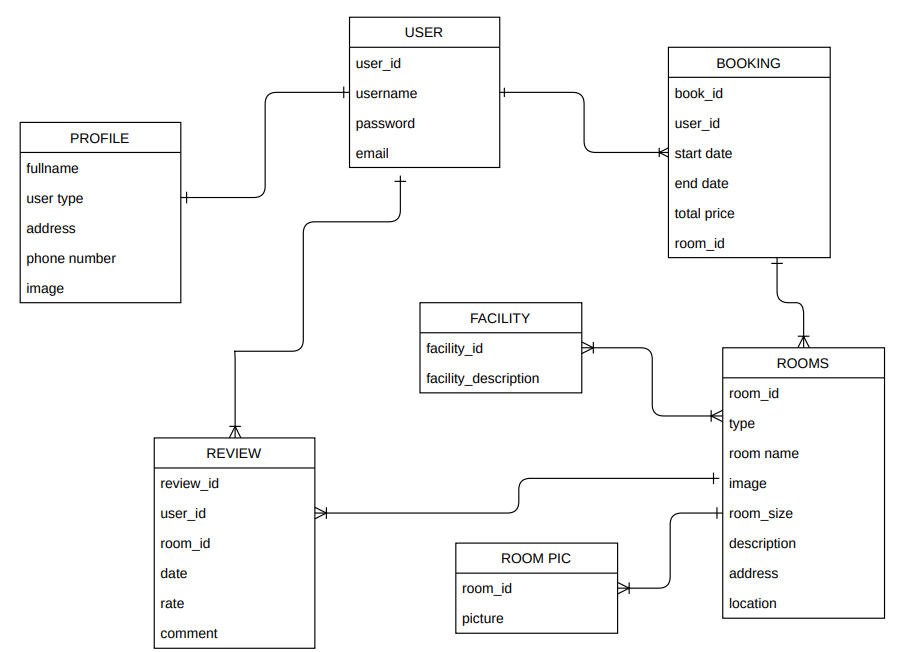 USER
user_id
username
password
email
BOOKING
book_id
user_id
start date
end date
total price
room_id
PROFILE
fullname
user type
address
phone number
image
FACILITY
facility_id
facility_description
ROOMS
room_id
type
room name
image
room_size
description
address
location
REVIEW
review_id
user_id
room_id
date
rate
comment
ROOM PIC
room_id
picture